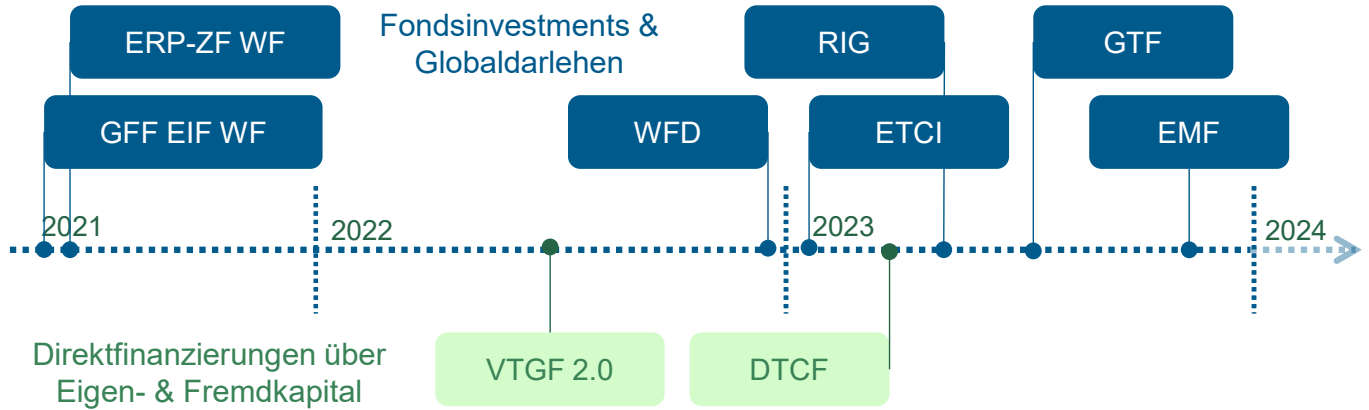 ERP-ZF WF
Fondsinvestments &
Globaldarlehen
RIG
GTF
GFF EIF WF
WFD
ETCI
EMF
2021
2022
2023
2024
Direktfinanzierungen über
Eigen- & Fremdkapital
VTGF 2.0
DTCF